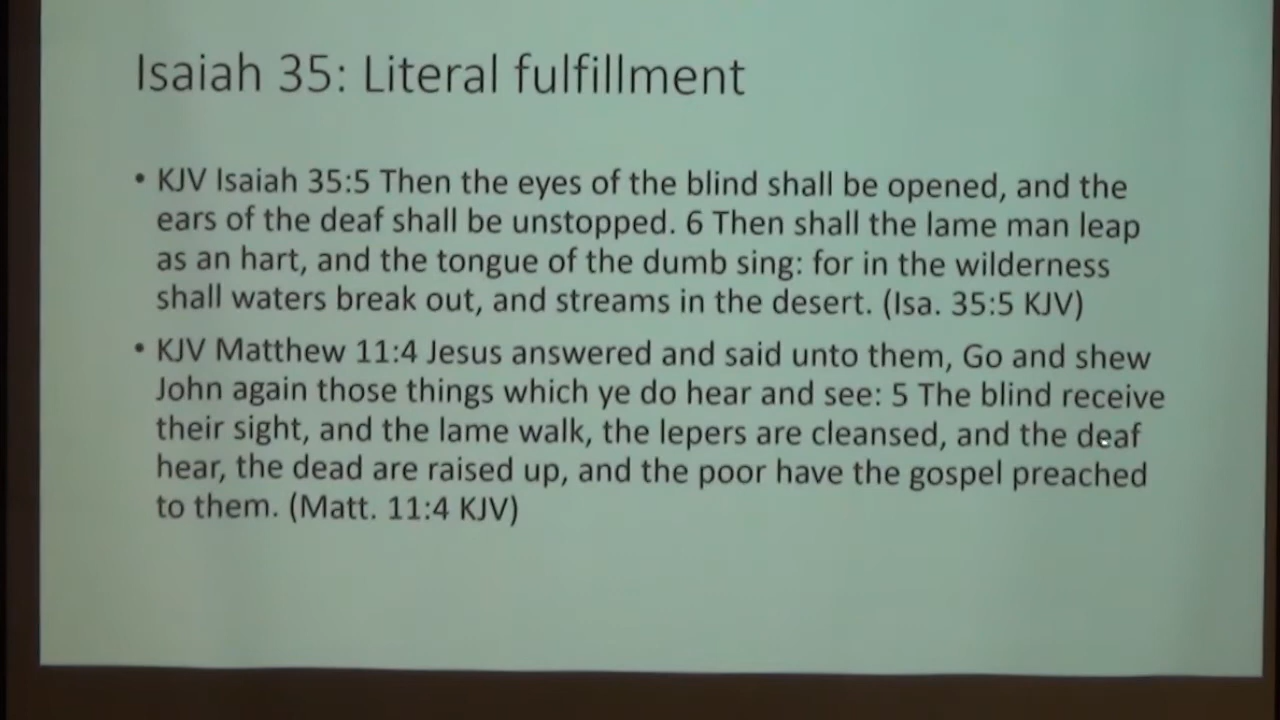 Isaiah 35: Literal fulfillment
• KJV Isaiah 35:5 Then the eyes of the blind shall be opened, and the
ears of the deaf shall be unstopped. 6 Then shall the lame man leap
as an hart, and the tongue of the dumb sing: for in the wilderness
shall waters break out, and streams in the desert. (Isa. 35:5 KJV)
• KJV Matthew 11:4 Jesus answered and said unto them, Go and shew
John again those things which ye do hear and see: 5 The blind receive
their sight, and the lame walk, the lepers are cleansed, and the deaf
hear, the dead are raised up, and the poor have the gospel preached
to them. (Matt. 11:4 KJV)